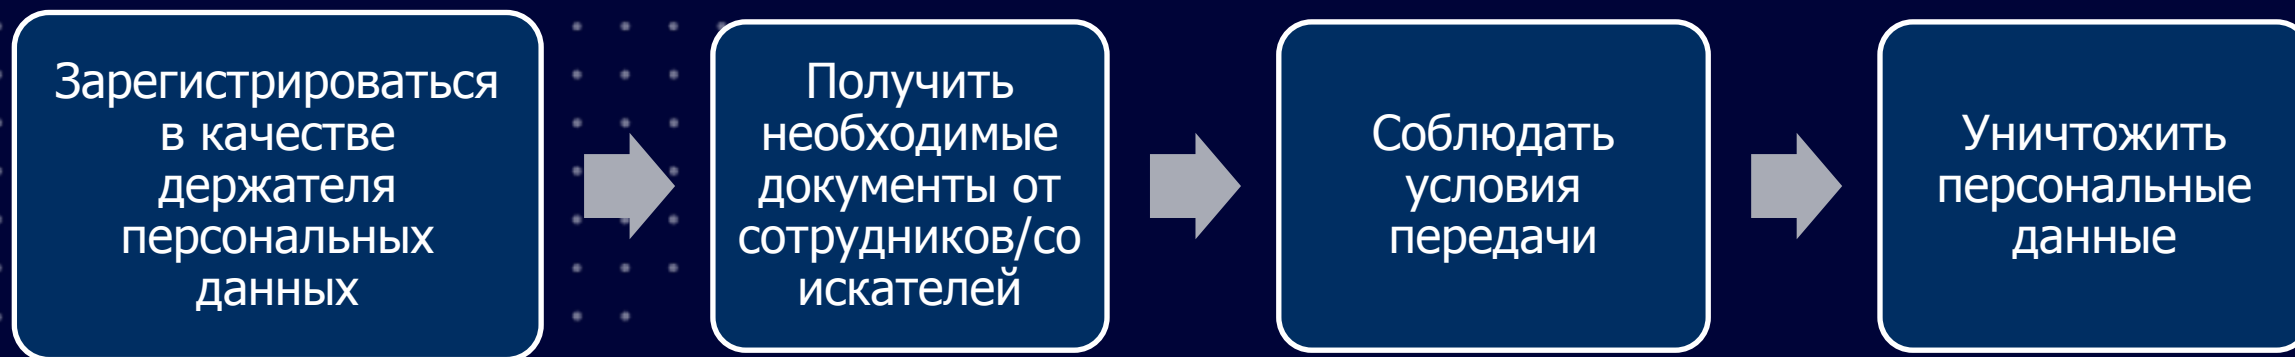 Зарегистрироваться
в качестве
держателя
персональных
данных
Получить
необходимые
документы от
сотрудников/со
искателей
Соблюдать
условия
передачи
Уничтожить
персональные
данные